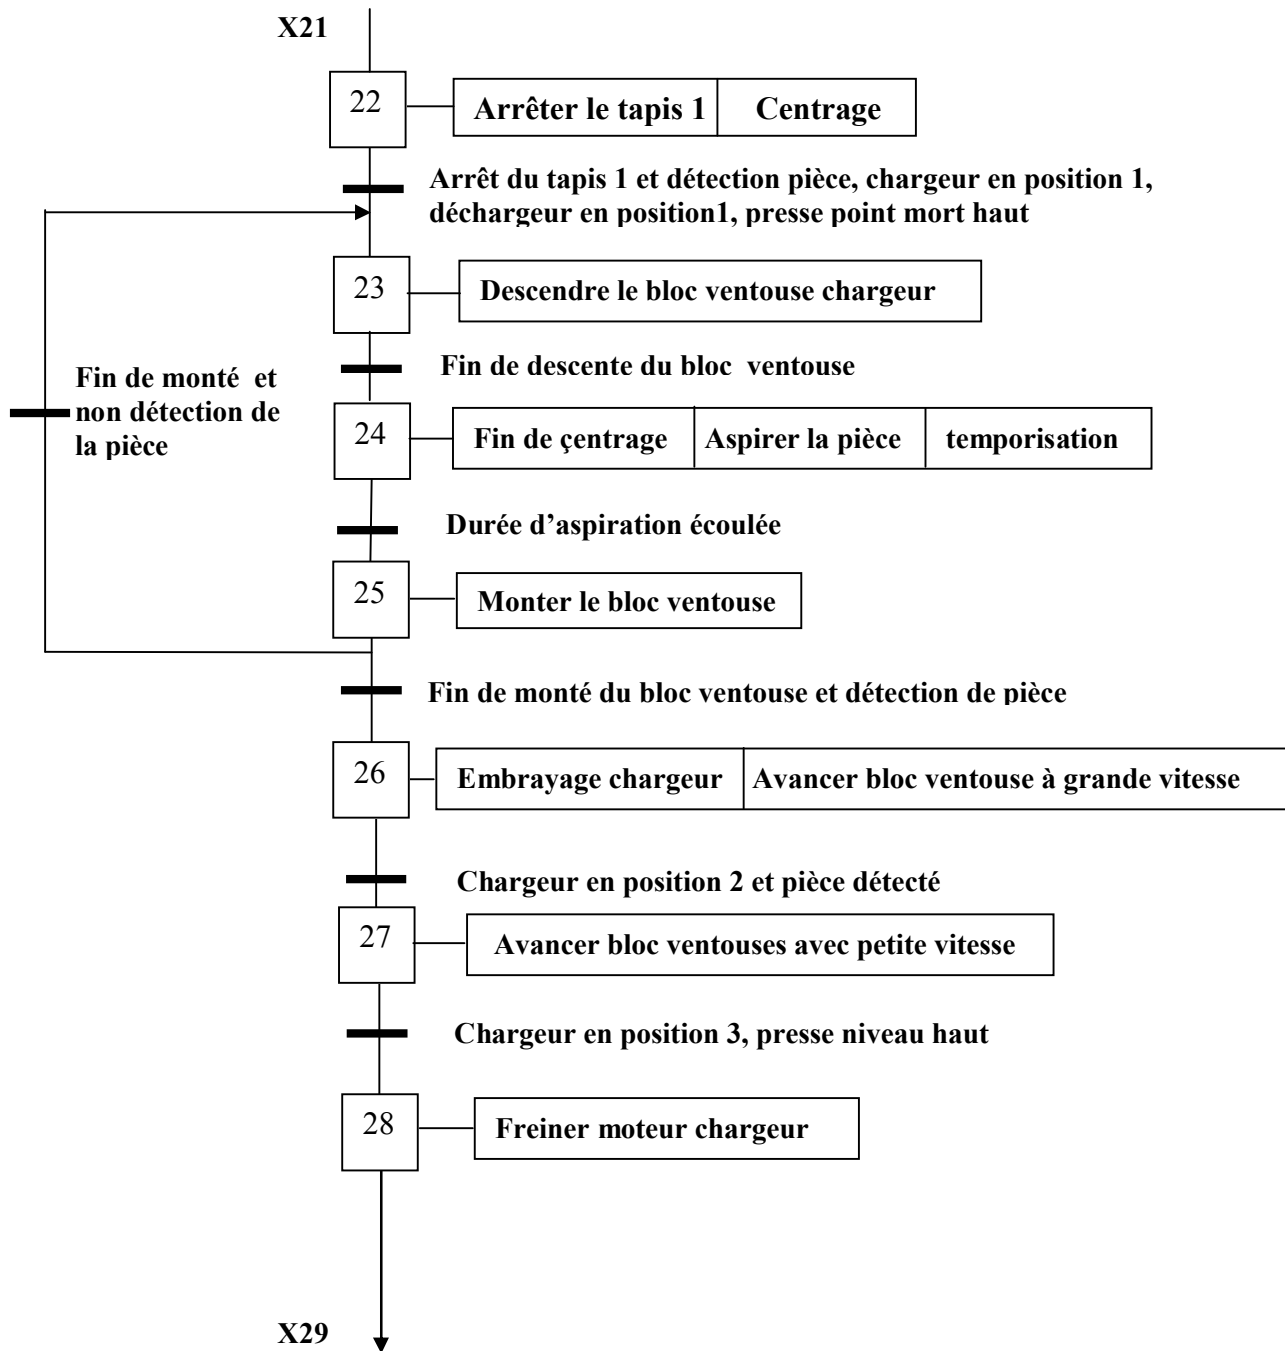 X21
22
Arrêter le tapis 1 Centrage
Arrêt du tapis 1 et détection pièce, chargeur en position 1,
déchargeur en position1, presse point mort haut
23
Descendre le bloc ventouse chargeur
Fin de descente du bloc ventouse
Fin de monté et
non détection de
la pièce
24
Fin de çentrage Aspirer la pièce temporisation
Durée d’aspiration écoulée
25
Monter le bloc ventouse
Fin de monté du bloc ventouse et détection de pièce
26
Embrayage chargeur Avancer bloc ventouse à grande vitesse
Chargeur en position 2 et pièce détecté
27
Avancer bloc ventouses avec petite vitesse
Chargeur en position 3, presse niveau haut
28
Freiner moteur chargeur
X29